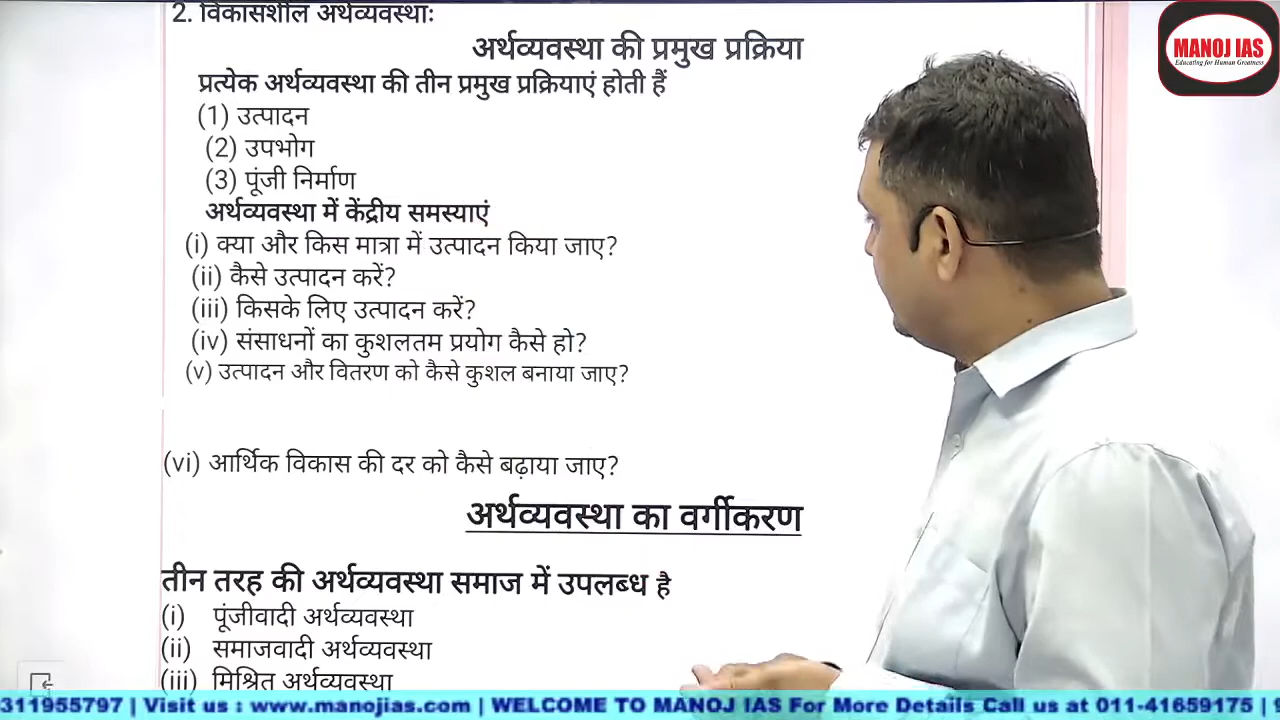 2. विकासशील अर्थव्यवस्थाः
अर्थव्यवस्था की प्रमुख प्रक्रिया
प्रत्येक अर्थव्यवस्था की तीन प्रमुख प्रक्रियाएं होती हैं
(1) उत्पादन
(2) उपभोग
(3) पूंजी निर्माण
अर्थव्यवस्था में केंद्रीय समस्याएं
(i) क्या और किस मात्रा में उत्पादन किया जाए?
(ii) कैसे उत्पादन करें?
(iii) किसके लिए उत्पादन करें?
(iv) संसाधनों का कुशलतम प्रयोग कैसे हो?
(v) उत्पादन और वितरण को कैसे कुशल बनाया जाए?
(vi) आर्थिक विकास की दर को कैसे बढ़ाया जाए?
अर्थव्यवस्था का वर्गीकरण
तीन तरह की अर्थव्यवस्था समाज में उपलब्ध है
(i) पूंजीवादी अर्थव्यवस्था
(ii) समाजवादी अर्थव्यवस्था
(iii) मिश्रित अर्थव्यवस्था
MANOJ IAS
Educating for Human Greatness
311955797 | Visit us : www.manojias.com | WELCOME TO MANOJ IAS For More Details Call us at 011-41659175 |